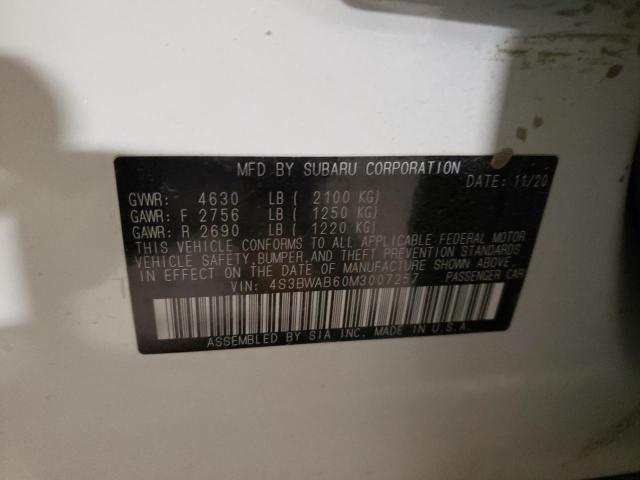 MFD BY SUBARU CORPORATION
DATE: 11/20
GVWR: 4630 LB ( 2100 KG)
GAWR: F 2756 LB ( 1250 KG)
GAWR: R 2690 LB ( 1220 KG)
THIS VEHICLE CONFORMS TO ALL APPLICABLE FEDERAL MOTOR
VEHICLE SAFETY, BUMPER, AND THEFT PREVENTION STANDARDS
IN EFFECT ON THE DATE OF MANUFACTURE SHOWN ABOVE.
VIN: 4S3BWAB60M3007257 PASSENGER CAR
ASSEMBLED BY SIA INC. MADE IN U.S.A.